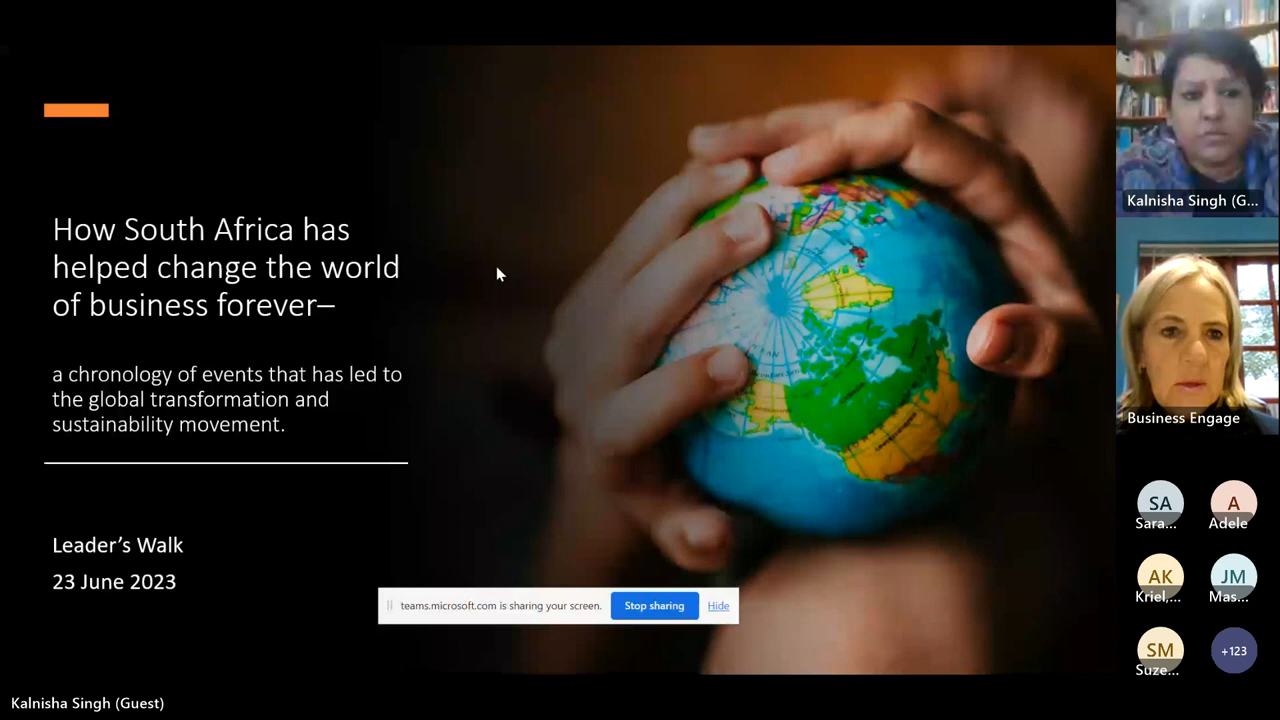 How South Africa has
helped change the world
of business forever–
a chronology of events that has led to
the global transformation and
sustainability movement.
Leader's Walk
23 June 2023
teams.microsoft.com is sharing your screen.
Stop sharing
Hide
Kalnisha Singh (Guest)
Kalnisha Singh (G...
Business Engage
SA
Sara...
A
Adele
AK
Kriel,...
JM
Mas...
SM
Suze...
+123